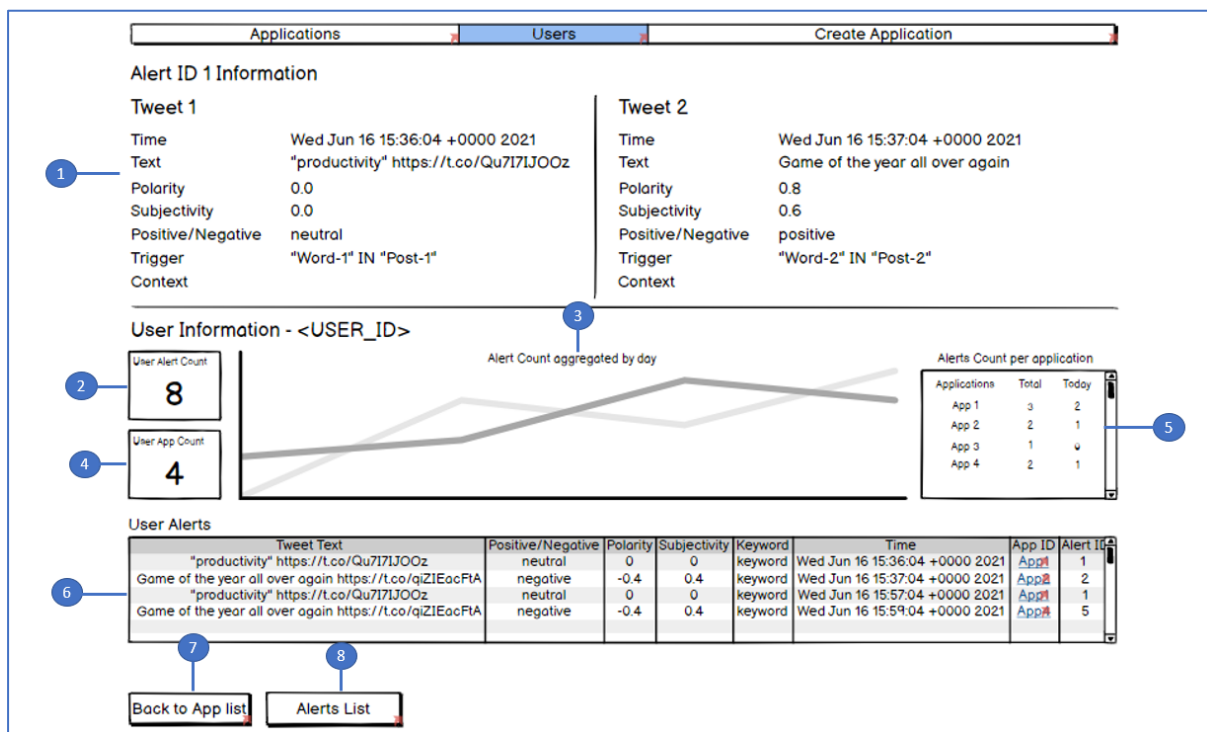 Applications Users Create Application
Alert ID 1 Information
Tweet 1
Time Wed Jun 16 15:36:04 +0000 2021
Text "productivity" https://t.co/Qu7I7IJOOz
Polarity 0.0
Subjectivity 0.0
Positive/Negative neutral
Trigger "Word-1" IN "Post-1"
Context
1
Tweet 2
Time Wed Jun 16 15:37:04 +0000 2021
Text Game of the year all over again
Polarity 0.8
Subjectivity 0.6
Positive/Negative positive
Trigger "Word-2" IN "Post-2"
Context
User Information - <USER_ID>
3
User Alert Count
8
2
User App Count
4
4
Alert Count aggregated by day
Alerts Count per application
Applications Total Today
App 1 3 2
App 2 2 1
App 3 1 0
App 4 2 1
5
User Alerts
Tweet Text Positive/Negative Polarity Subjectivity Keyword Time App ID Alert ID
"productivity" https://t.co/Qu7I7IJOOz neutral 0 0 keyword Wed Jun 16 15:36:04 +0000 2021 App1 1
Game of the year all over again https://t.co/qiZIEacFtA negative -0.4 0.4 keyword Wed Jun 16 15:37:04 +0000 2021 App2 2
"productivity" https://t.co/Qu7I7IJOOz neutral 0 0 keyword Wed Jun 16 15:57:04 +0000 2021 App1 1
Game of the year all over again https://t.co/qiZIEacFtA negative -0.4 0.4 keyword Wed Jun 16 15:59:04 +0000 2021 App4 5
6
7
8
Back to App list Alerts List